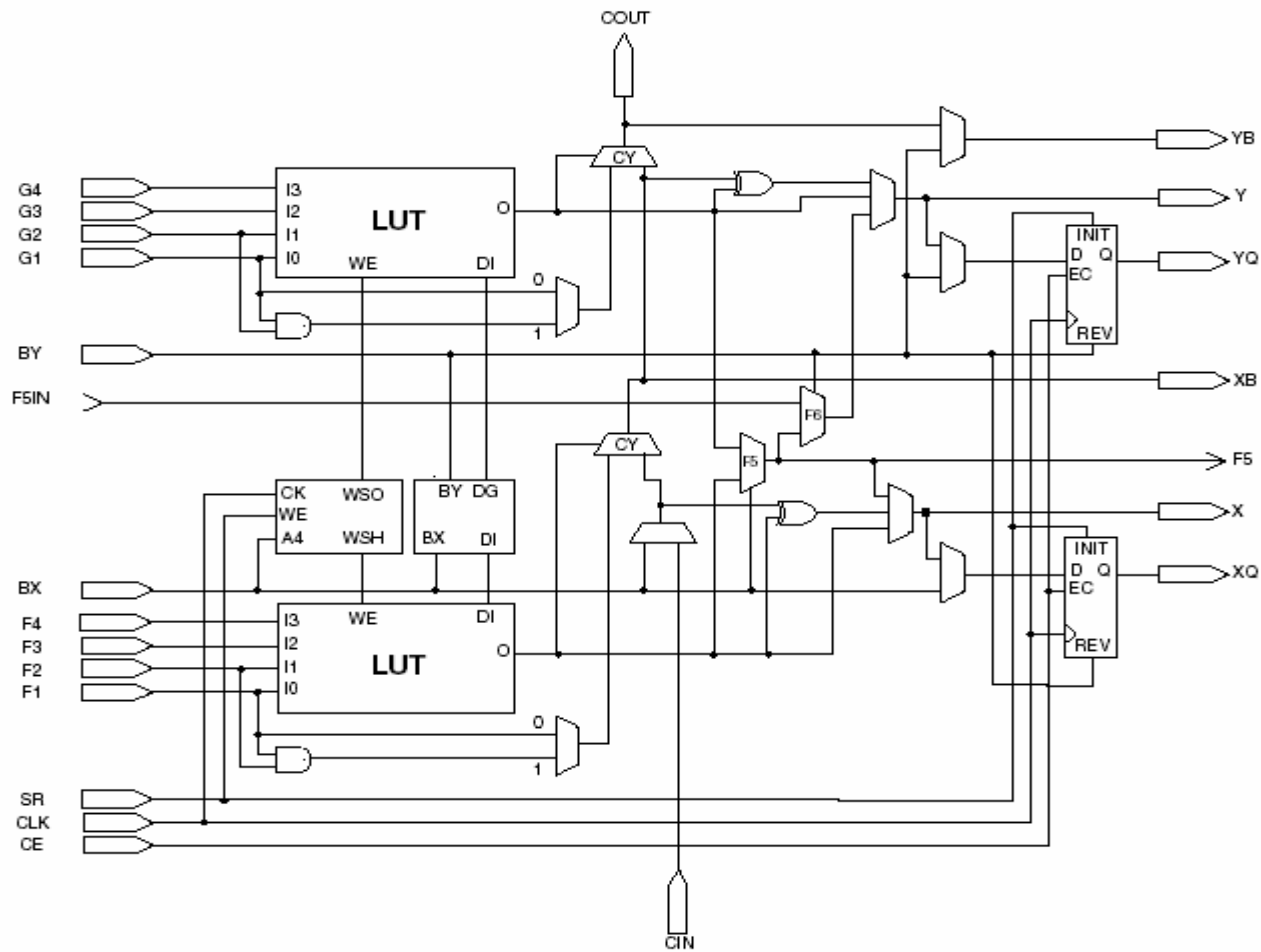 COUT
YB
CY
G4
I3
Y
G3
I2
LUT
O
G2
I1
INIT
G1
I0
D Q
YQ
WE
DI
EC
0
1
REV
BY
XB
F5IN
F6
CY
F5
F5
CK
WSO
BY DG
WE
X
A4
WSH
BX
DI
INIT
D Q
XQ
BX
EC
F4
I3
WE
DI
F3
I2
O
REV
F2
I1
LUT
F1
I0
0
1
SR
CLK
CE
CIN